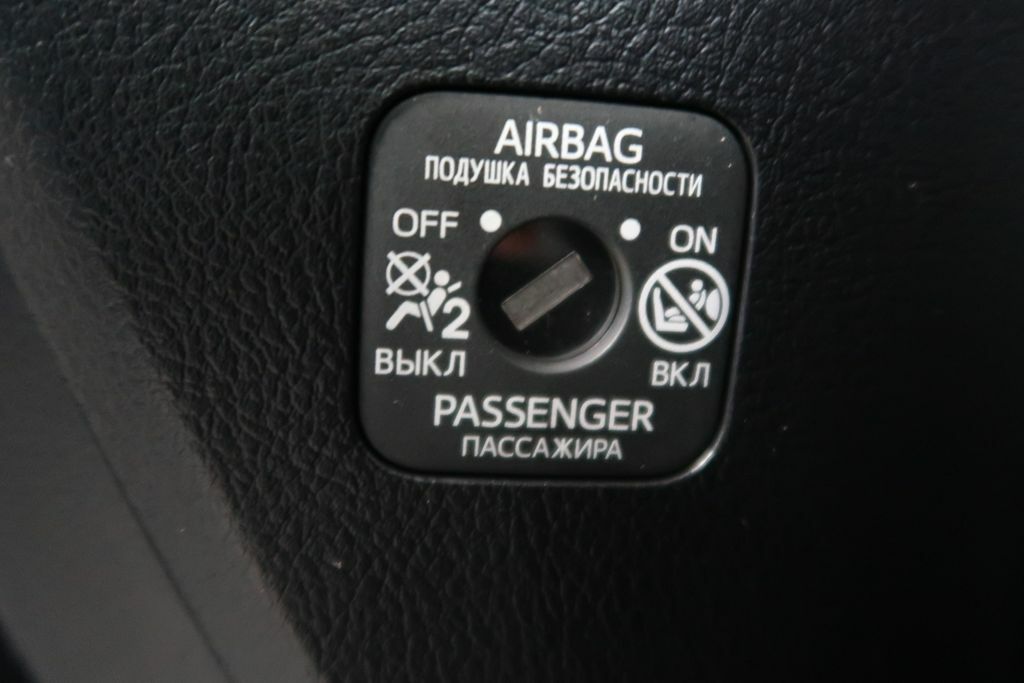 AIRBAG
ПОДУШКА БЕЗОПАСНОСТИ
OFF
ON
2
ВЫКЛ
ВКЛ
PASSENGER
ПАССАЖИРА